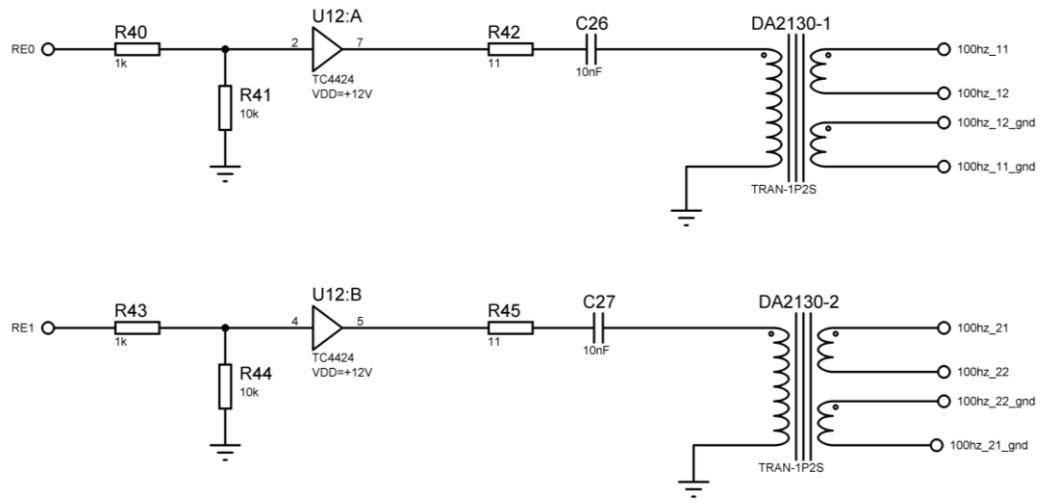 U12:A
R40
RE0
1k
2
7
TC4424
VDD=+12V
R41
10k
R42
11
C26
10nF
DA2130-1
TRAN-1P2S
100hz_11
100hz_12
100hz_12_gnd
100hz_11_gnd
U12:B
R43
RE1
1k
4
5
TC4424
VDD=+12V
R44
10k
R45
11
C27
10nF
DA2130-2
TRAN-1P2S
100hz_21
100hz_22
100hz_22_gnd
100hz_21_gnd